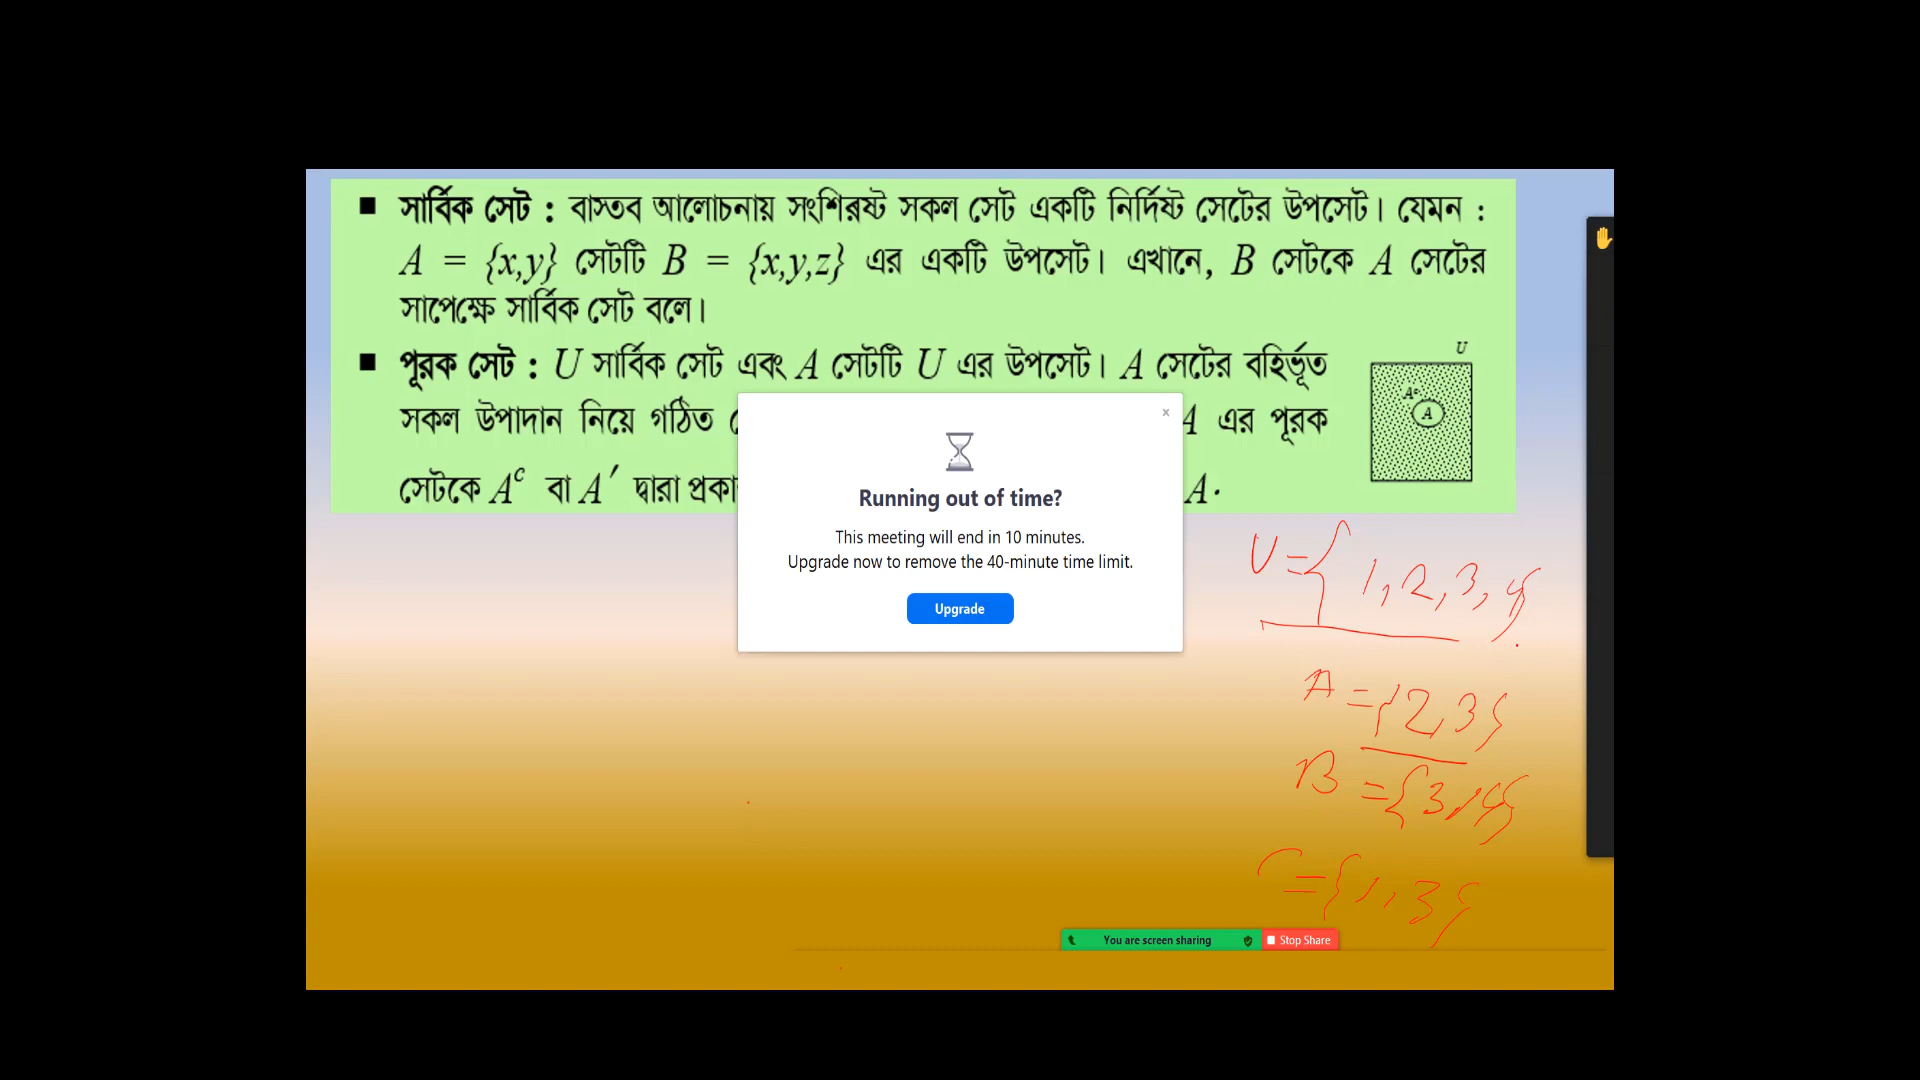 ■ সার্বিক সেট : বাস্তব আলোচনায় সংশিৱষ্ট সকল সেট একটি নির্দিষ্ট সেটের উপসেট। যেমন :
A = {x,y} সেটটি B = {x,y,z} এর একটি উপসেট। এখানে, B সেটকে A সেটের
সাপেক্ষে সার্বিক সেট বলে।
■ পূরক সেট : U সার্বিক সেট এবং A সেটটি U এর উপসেট। A সেটের বহির্ভূত
সকল উপাদান নিয়ে গঠিত A এর পূরক
সেটকে Aᶜ বা A′ দ্বারা A.
U
Aᶜ
A
×
Running out of time?
This meeting will end in 10 minutes.
Upgrade now to remove the 40-minute time limit.
Upgrade
U = { 1, 2, 3, 4}
A = {2, 3}
B = {3, 4}
C = {1, 3}
You are screen sharing
Stop Share